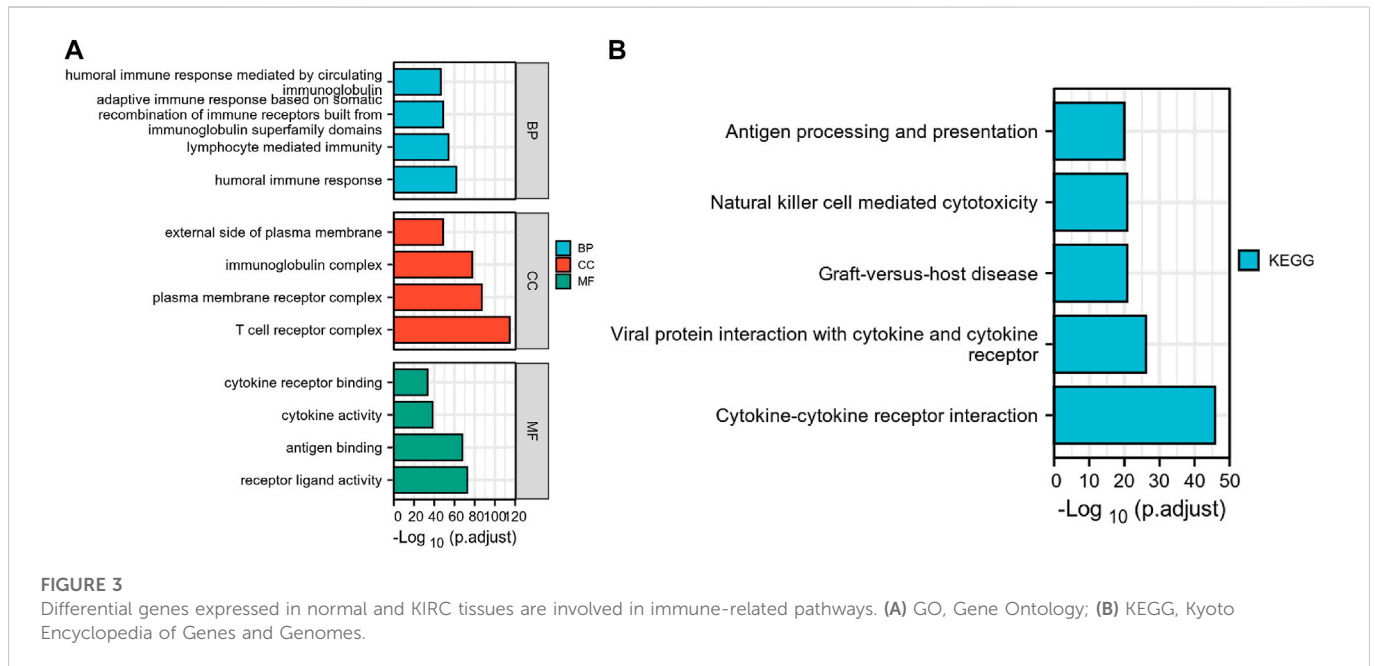 A
humoral immune response mediated by circulating
immunoglobulin
adaptive immune response based on somatic
recombination of immune receptors built from
immunoglobulin superfamily domains
lymphocyte mediated immunity
humoral immune response
BP
external side of plasma membrane
immunoglobulin complex
plasma membrane receptor complex
T cell receptor complex
CC
cytokine receptor binding
cytokine activity
antigen binding
receptor ligand activity
MF
0 20 40 60 80 100 120
-Log 10 (p.adjust)
BP
CC
MF
B
Antigen processing and presentation
Natural killer cell mediated cytotoxicity
Graft-versus-host disease
Viral protein interaction with cytokine and cytokine
receptor
Cytokine-cytokine receptor interaction
0 10 20 30 40 50
-Log 10 (p.adjust)
KEGG
FIGURE 3
Differential genes expressed in normal and KIRC tissues are involved in immune-related pathways. (A) GO, Gene Ontology; (B) KEGG, Kyoto
Encyclopedia of Genes and Genomes.